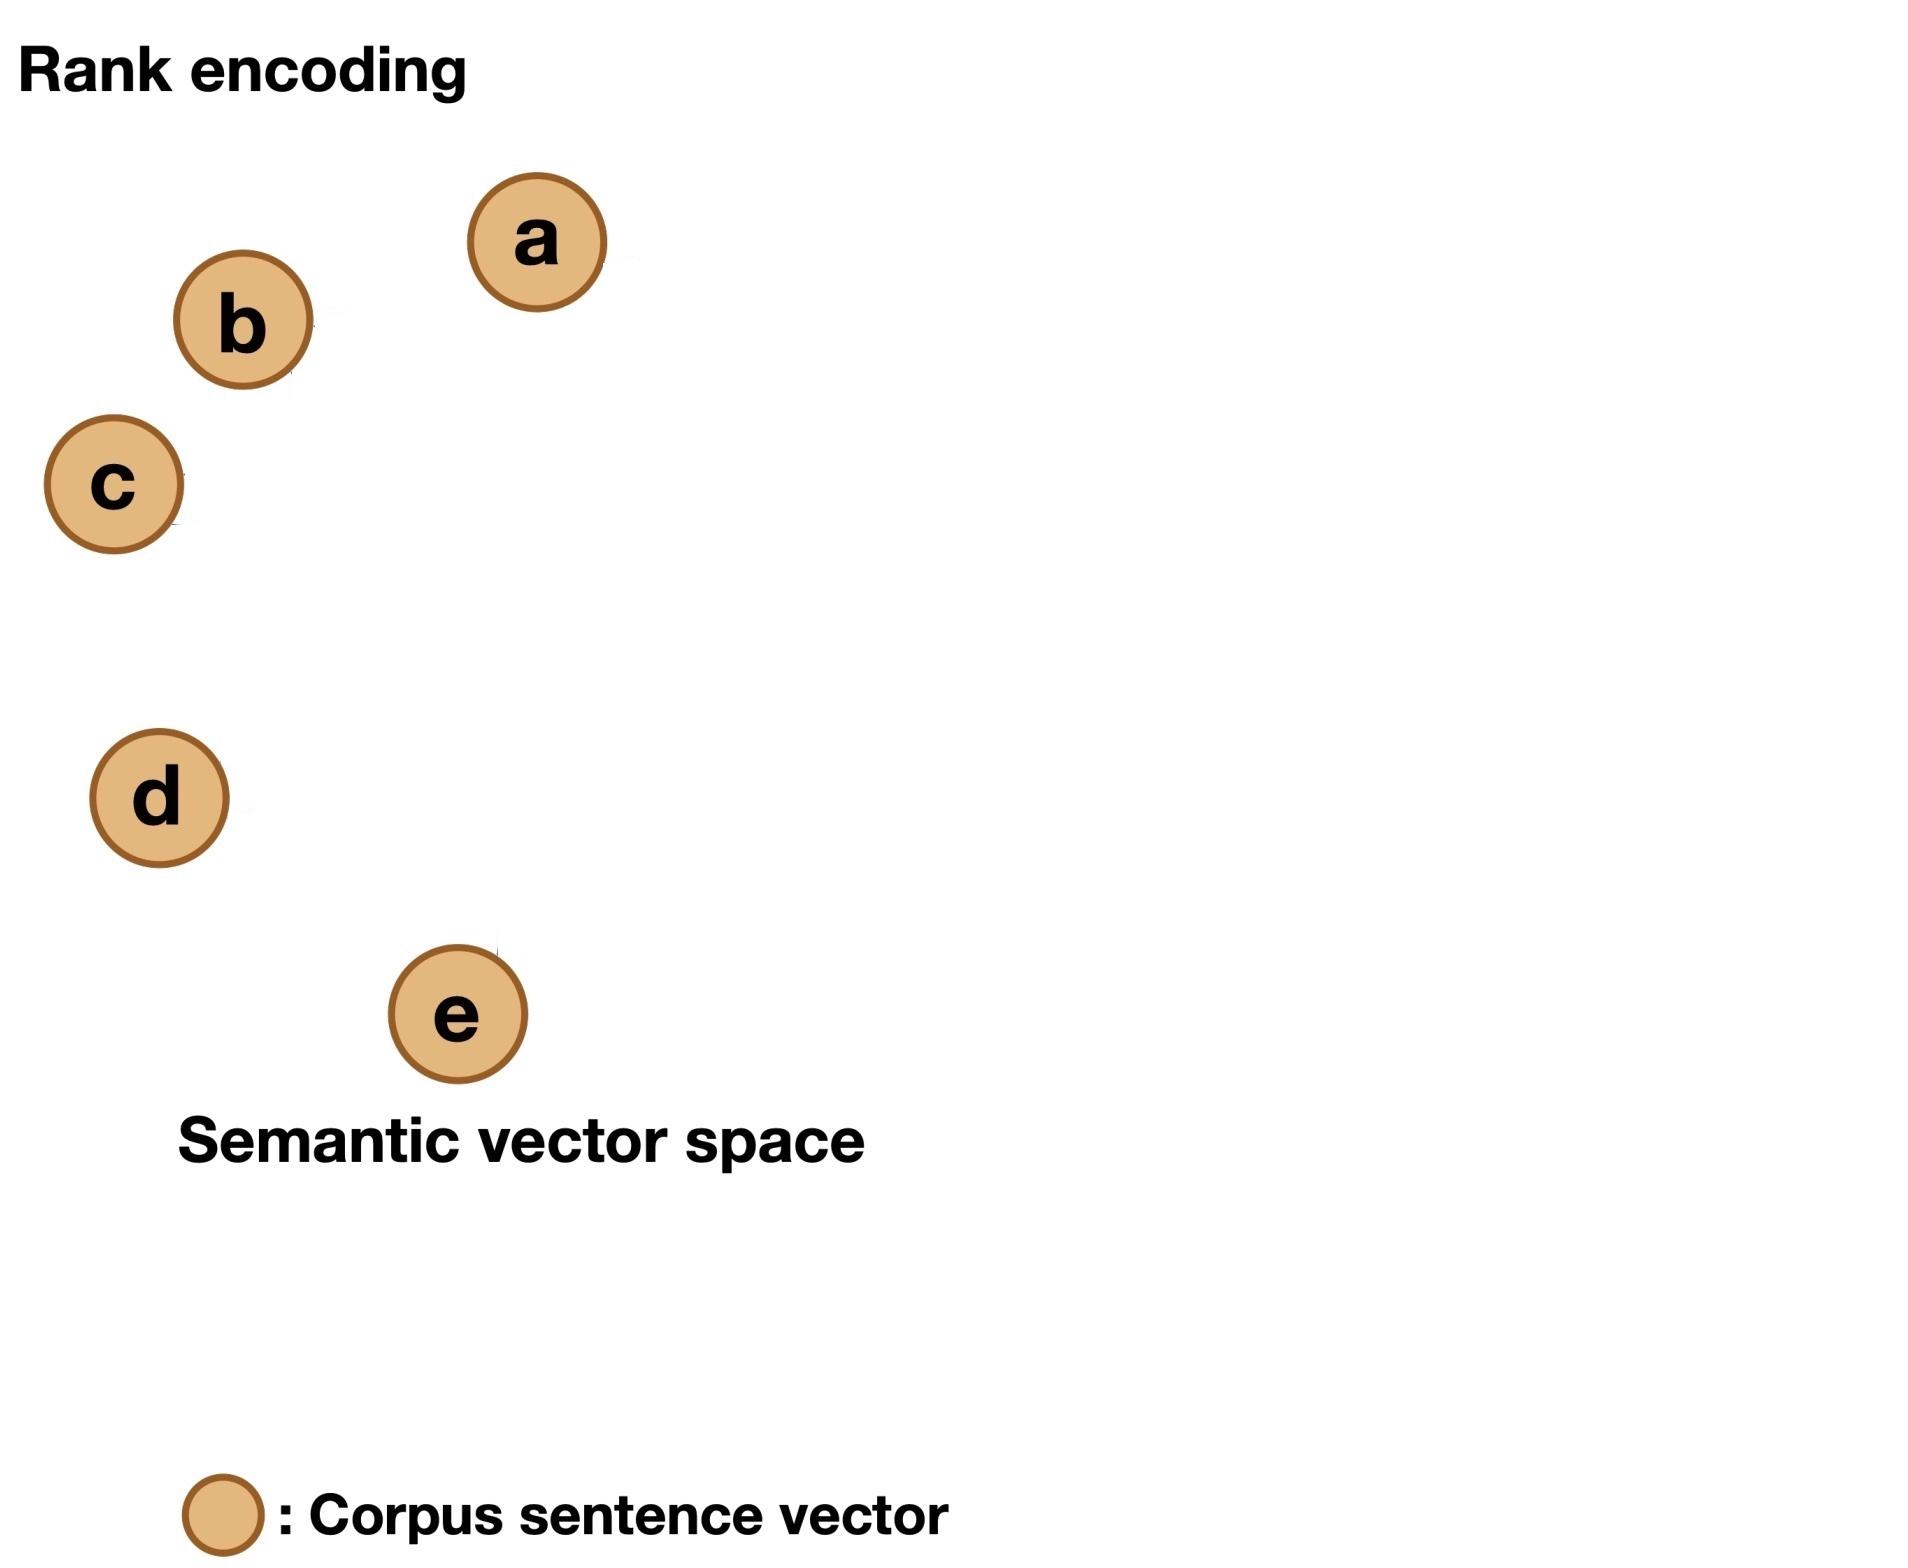 Rank encoding
a
b
c
d
e
Semantic vector space
: Corpus sentence vector